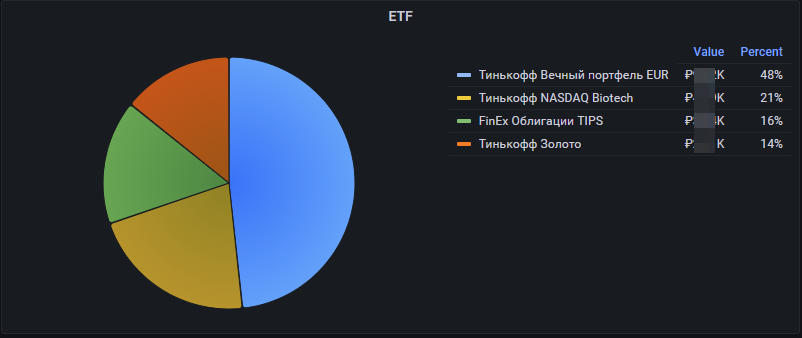 ETF
Value Percent
Тинькофф Вечный портфель EUR 48%
Тинькофф NASDAQ Biotech 21%
FinEx Облигации TIPS 16%
Тинькофф Золото 14%